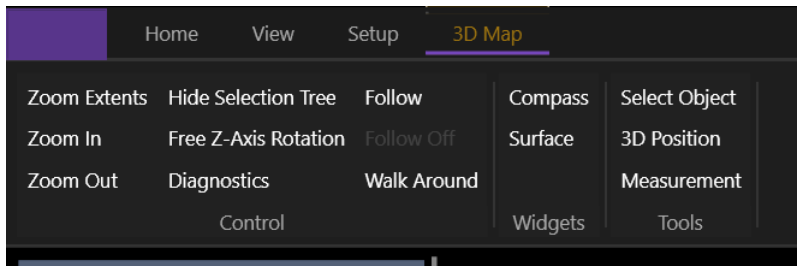 Home View Setup 3D Map
Zoom Extents Hide Selection Tree Follow Compass Select Object
Zoom In Free Z-Axis Rotation Follow Off Surface 3D Position
Zoom Out Diagnostics Walk Around Measurement
Control Widgets Tools